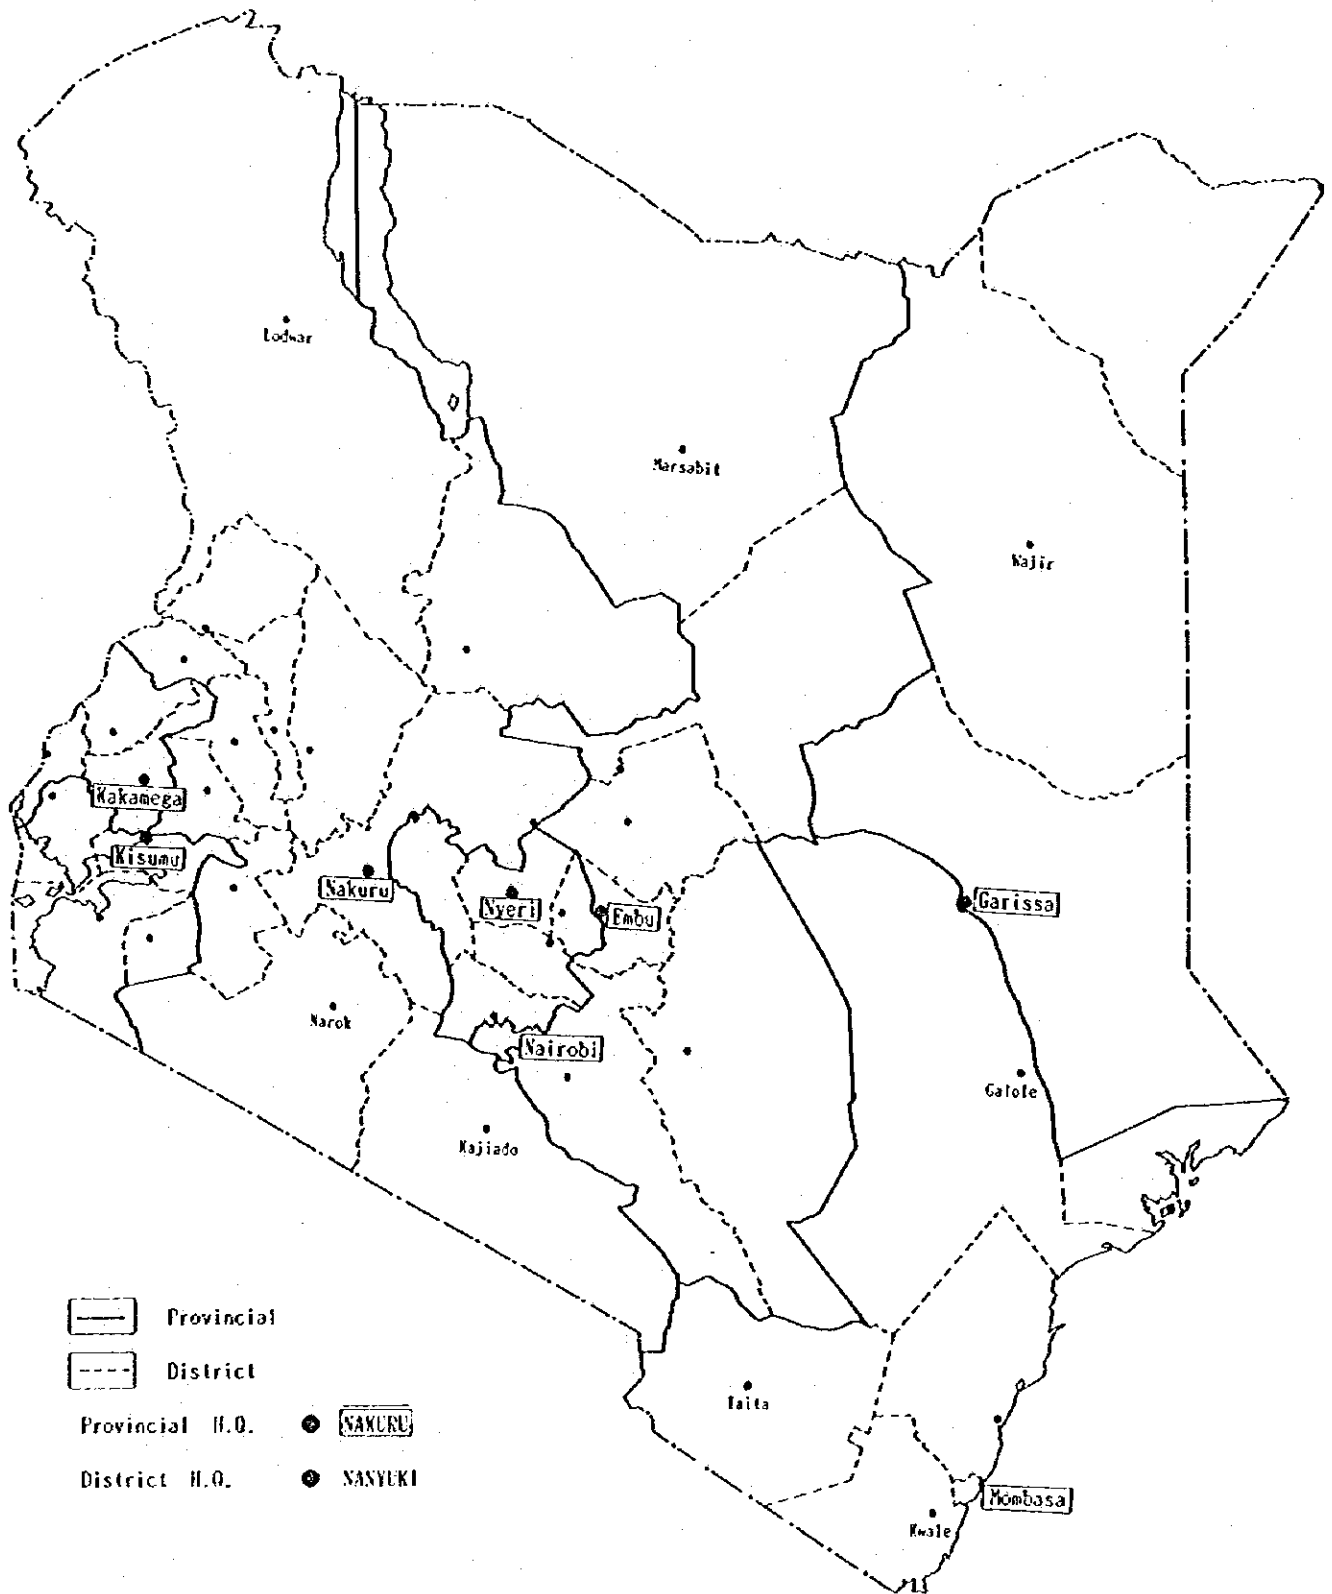 Lodwar
Marsabit
Wajir
Kakamega
Kisumu
Nakuru
Nyeri
Embu
Garissa
Narok
Nairobi
Galole
Kajiado
Provincial
District
Taita
Provincial H.Q. NAKURU
District H.Q. NANYUKI
Mombasa
Kwale